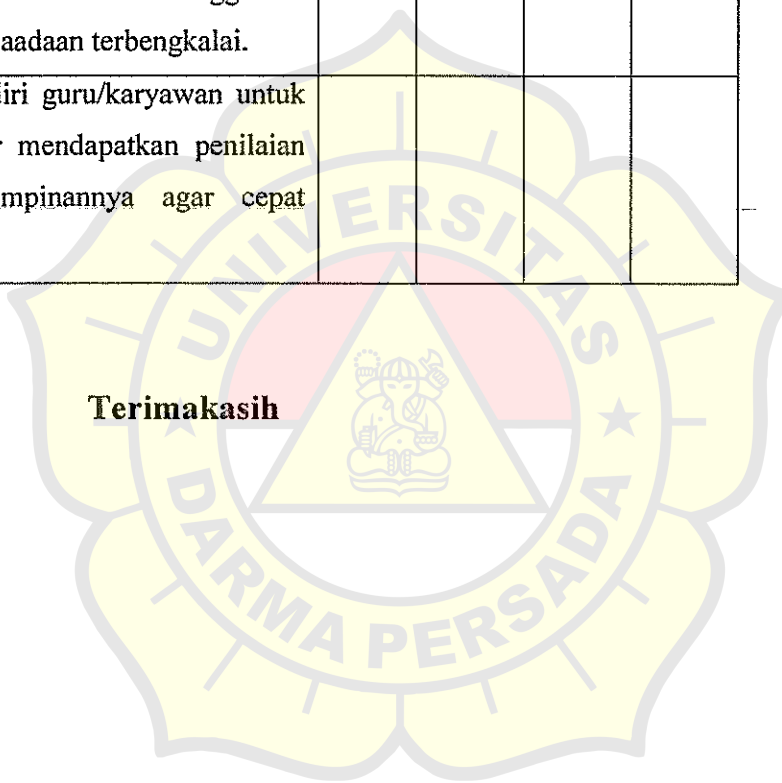 aadaan terbengkalai.
iri guru/karyawan untuk
mendapatkan penilaian
mpinannya agar cepat
Terimakasih
UNIVERSITAS
DARMA PERSADA